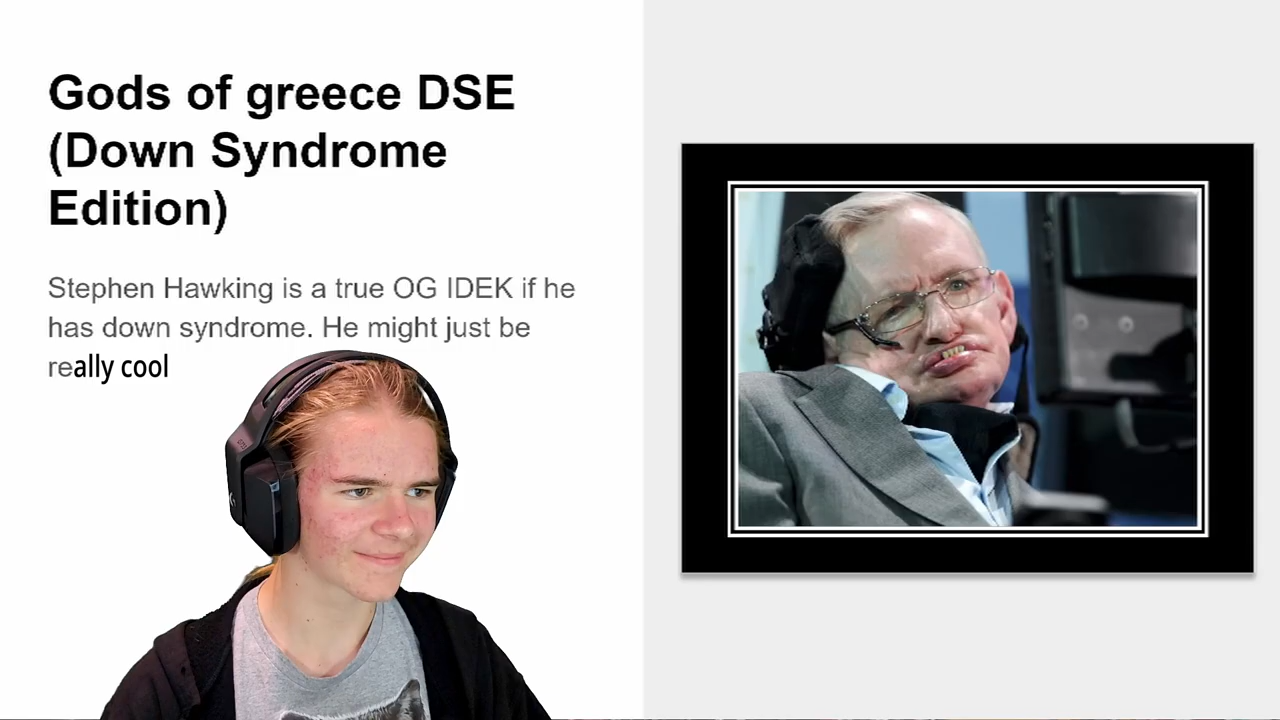 Gods of greece DSE
(Down Syndrome
Edition)
Stephen Hawking is a true OG IDEK if he
has down syndrome. He might just be
really cool